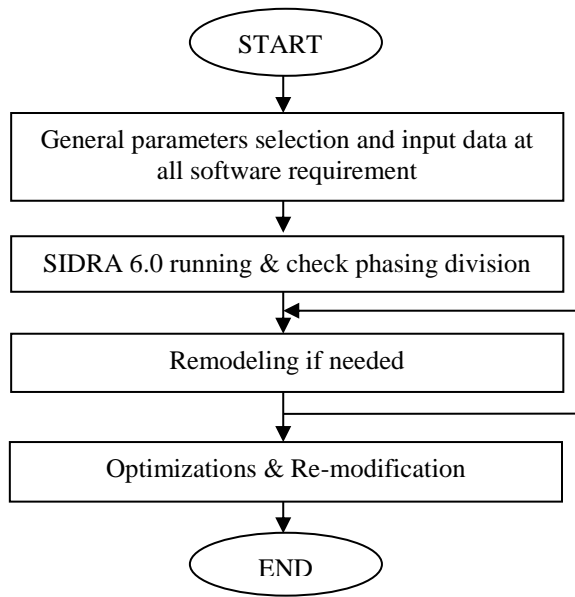 START
General parameters selection and input data at
all software requirement
SIDRA 6.0 running & check phasing division
Remodeling if needed
Optimizations & Re-modification
END